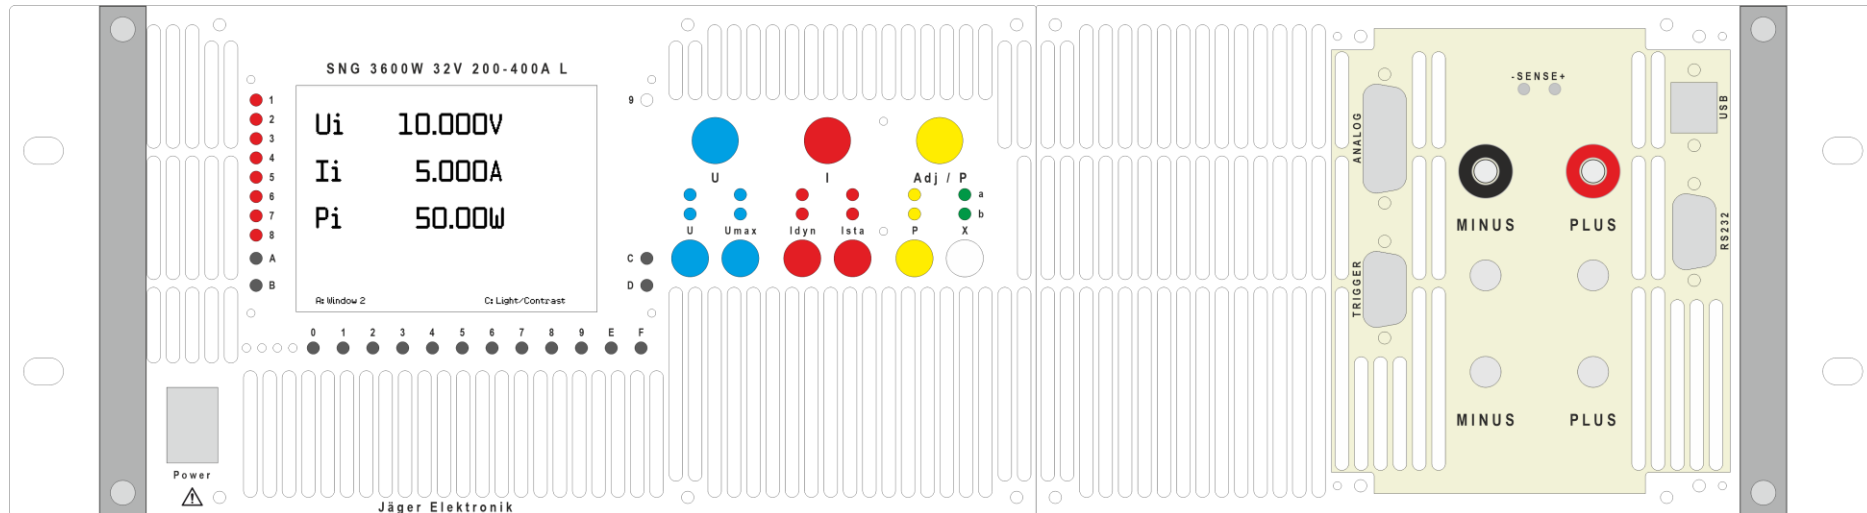 SNG 3600W 32V 200-400A L
1
2
3
4
5
6
7
8
A
B
9
C
D
Ui 10.000V
Ii 5.000A
Pi 50.00W
A: Window 2 C: Light/Contrast
0 1 2 3 4 5 6 7 8 9 E F
Power
Jäger Elektronik
U I Adj / P
a
b
U Umax Idyn Ista P X
ANALOG
TRIGGER
-SENSE+
MINUS PLUS
MINUS PLUS
USB
RS232